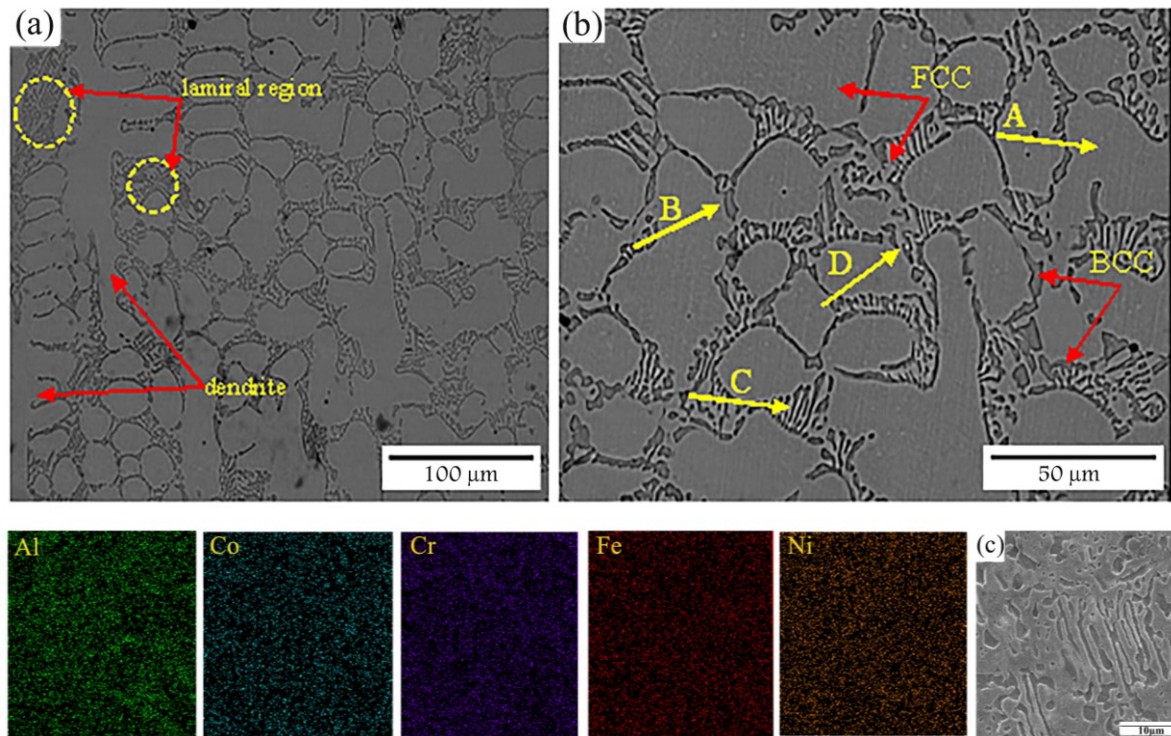 (a)
lamiral region
dendrite
100 μm
(b)
FCC
A
B
D
BCC
C
50 μm
Al
Co
Cr
Fe
Ni
(c)
10μm